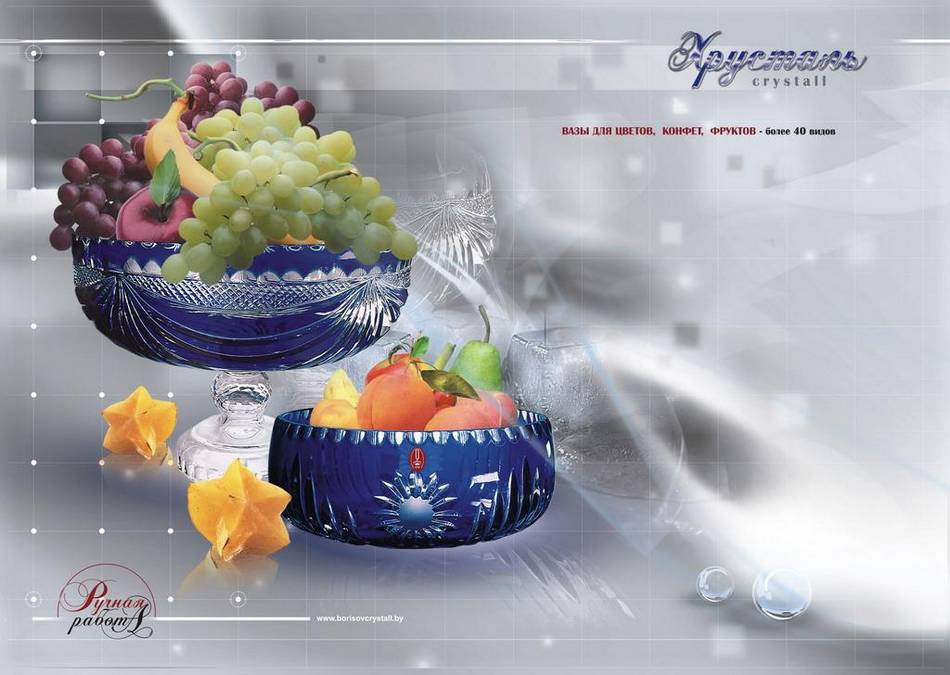 Хрусталь
crystall
ВАЗЫ ДЛЯ ЦВЕТОВ, КОНФЕТ, ФРУКТОВ - более 40 видов
Ручная
работа
www.borisovcrystall.by